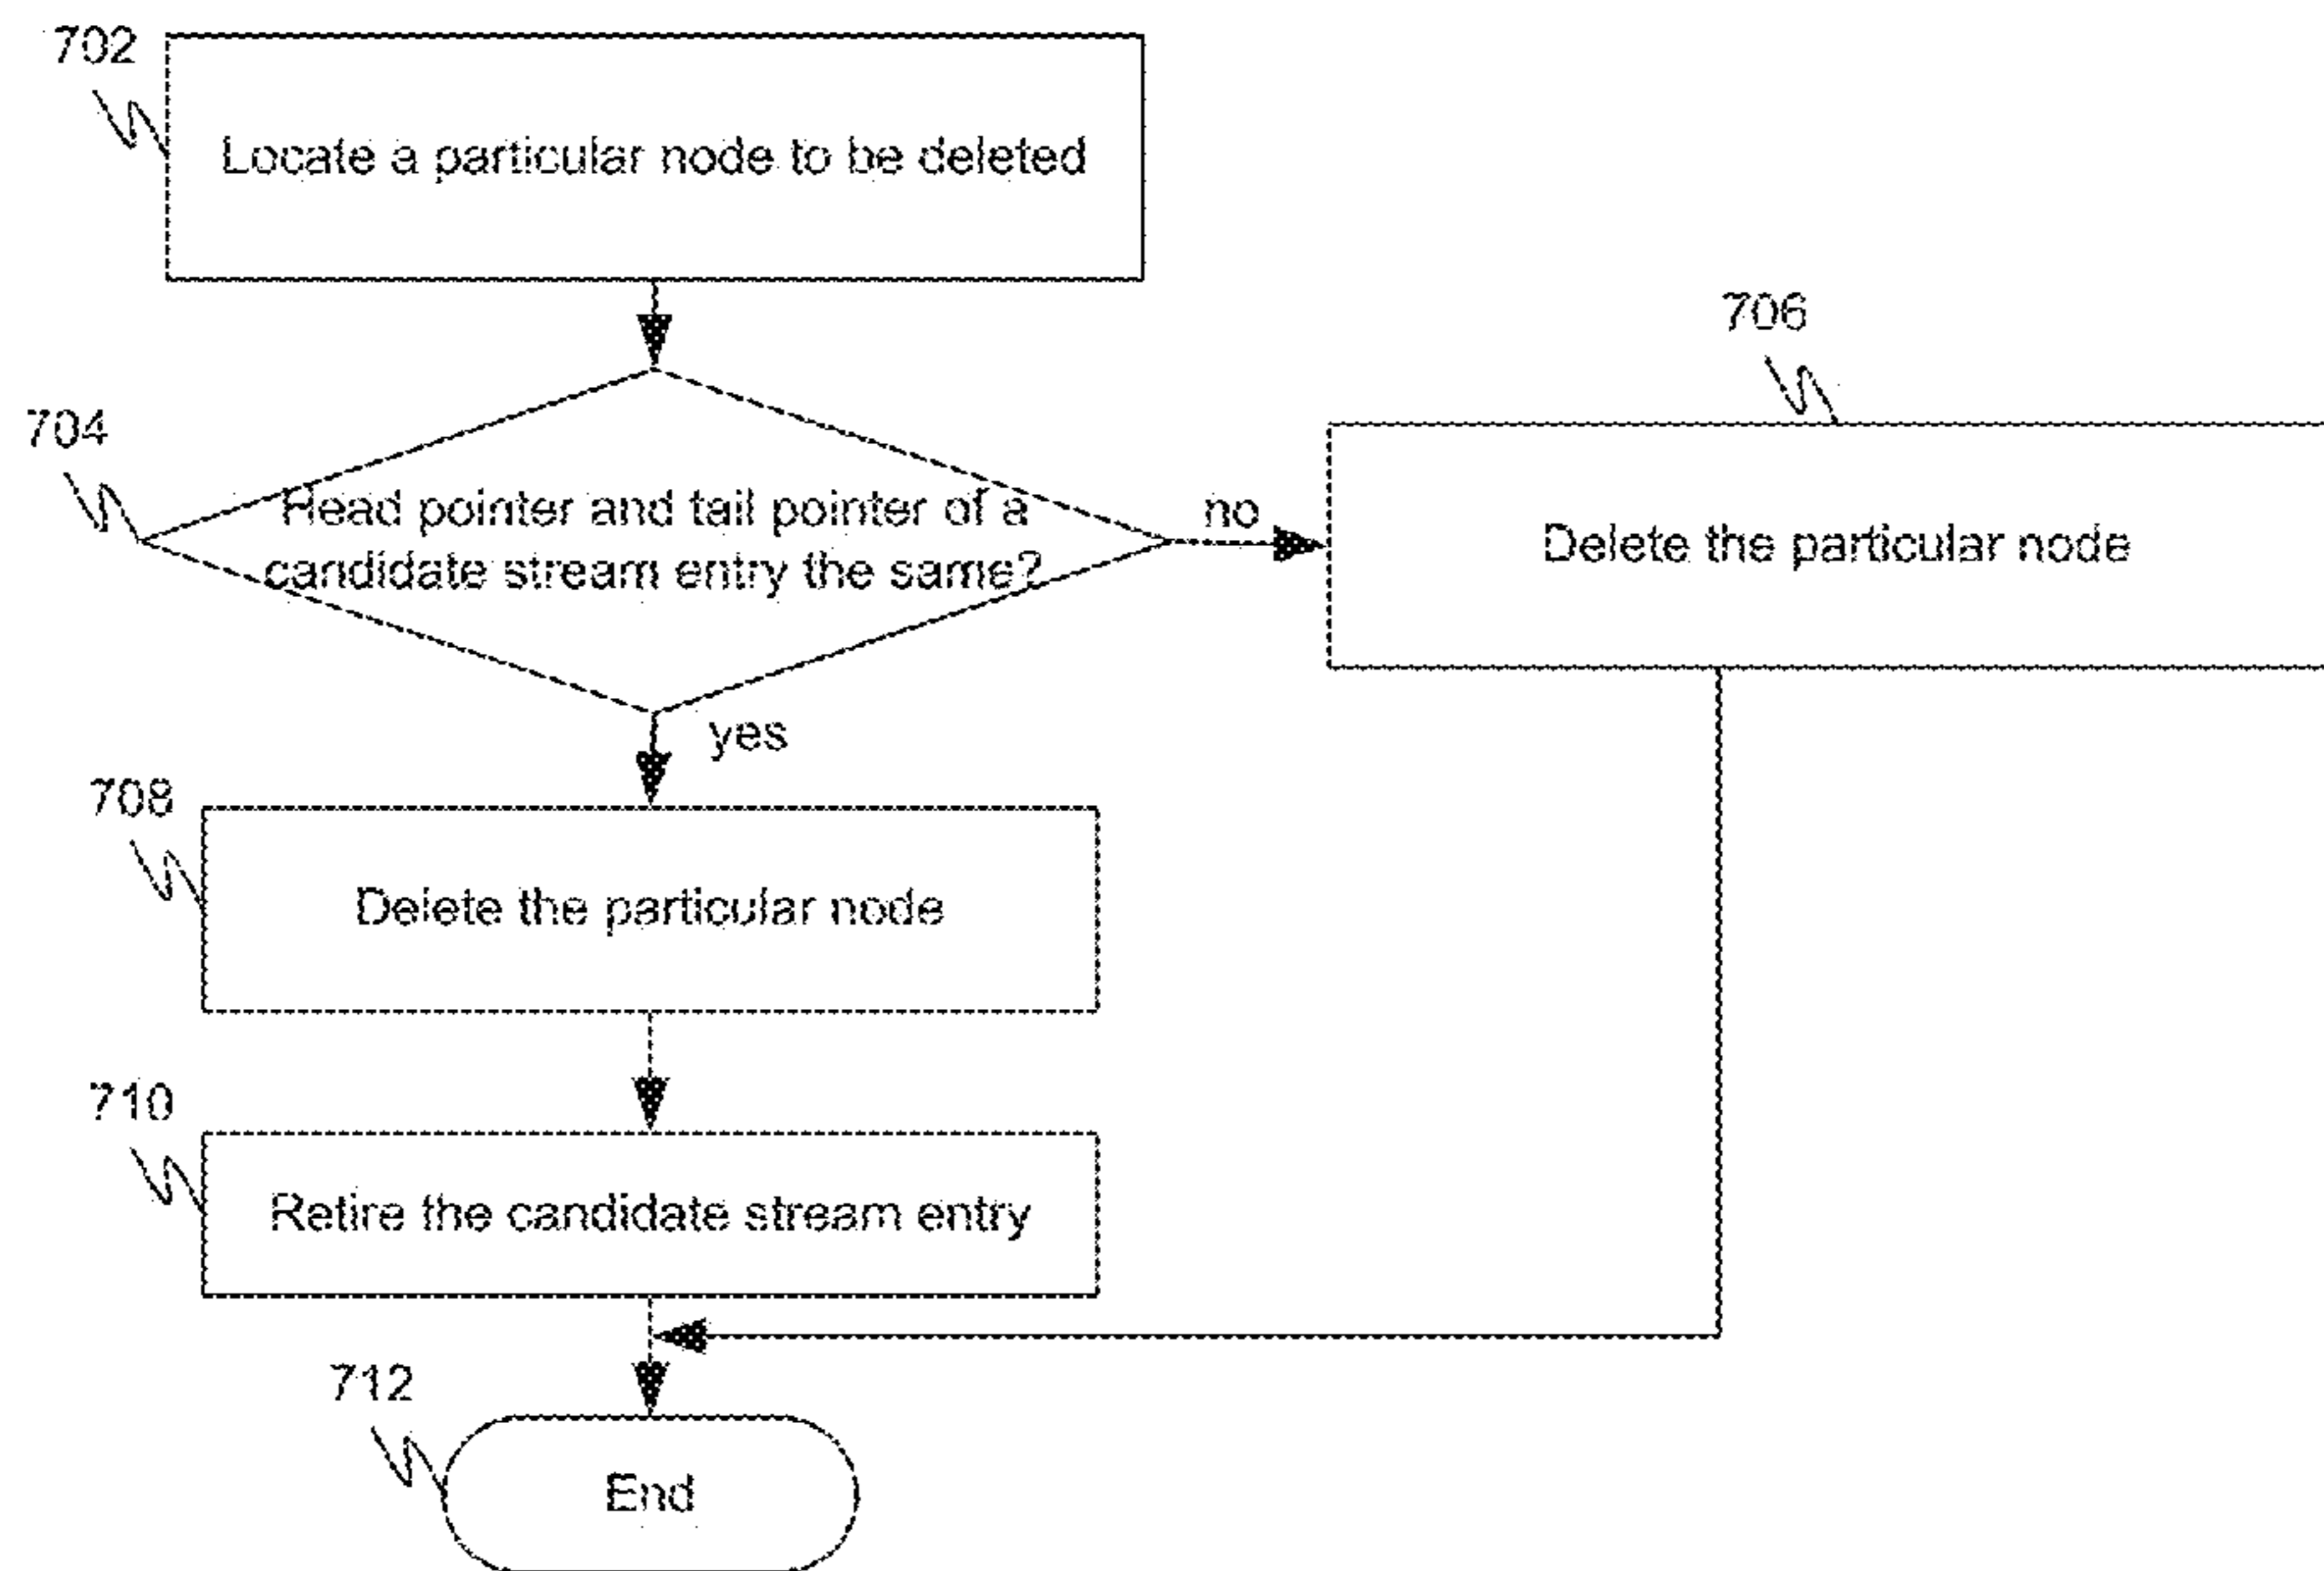 702
Locate a particular node to be deleted
706
704
Head pointer and tail pointer of a
candidate stream entry the same?
no
Delete the particular node
yes
708
Delete the particular node
710
Retire the candidate stream entry
712
End